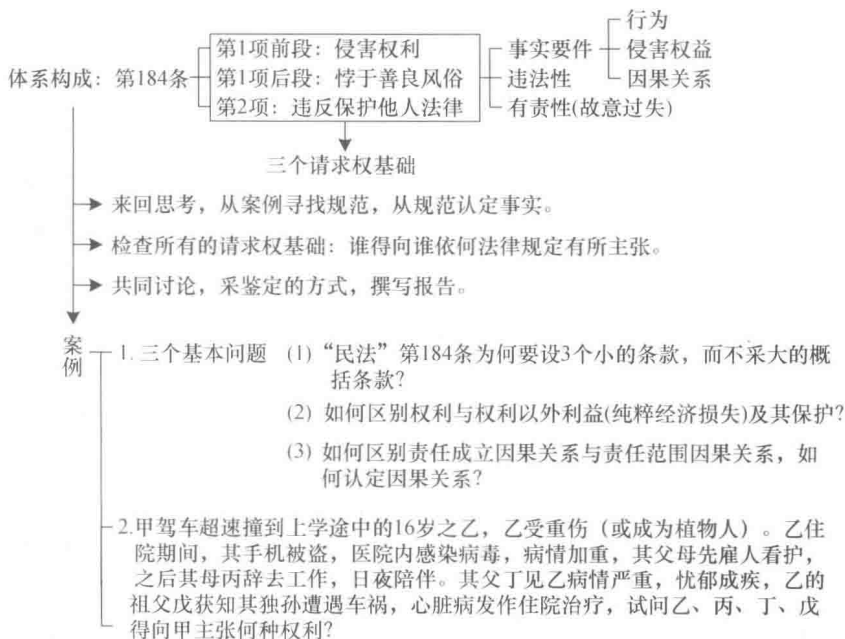 行为
第1项前段：侵害权利
事实要件
侵害权益
体系构成：第184条
第1项后段：悖于善良风俗
违法性
因果关系
第2项：违反保护他人法律
有责性(故意过失)
三个请求权基础
来回思考，从案例寻找规范，从规范认定事实。
检查所有的请求权基础：谁得向谁依何法律规定有所主张。
共同讨论，采鉴定的方式，撰写报告。
案例
1. 三个基本问题 (1) “民法”第184条为何要设3个小的条款，而不采大的概
括条款？
(2) 如何区别权利与权利以外利益(纯粹经济损失)及其保护？
(3) 如何区别责任成立因果关系与责任范围因果关系，如
何认定因果关系？
2.甲驾车超速撞到上学途中的16岁之乙，乙受重伤（或成为植物人）。乙住
院期间，其手机被盗，医院内感染病毒，病情加重，其父母先雇人看护，
之后其母丙辞去工作，日夜陪伴。其父丁见乙病情严重，忧郁成疾，乙的
祖父戊获知其独孙遭遇车祸，心脏病发作住院治疗，试问乙、丙、丁、戊
得向甲主张何种权利？